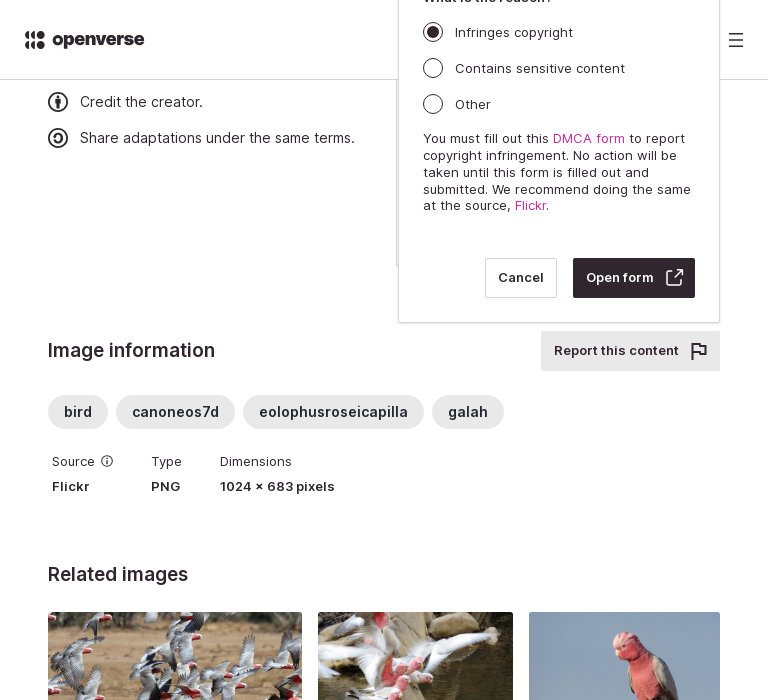 openverse
Infringes copyright
Contains sensitive content
Other
Credit the creator.
Share adaptations under the same terms.
You must fill out this DMCA form to report
copyright infringement. No action will be
taken until this form is filled out and
submitted. We recommend doing the same
at the source, Flickr.
Cancel
Open form
Image information
Report this content
bird
canoneos7d
eolophusroseicapilla
galah
Source
Type
Dimensions
Flickr
PNG
1024 × 683 pixels
Related images